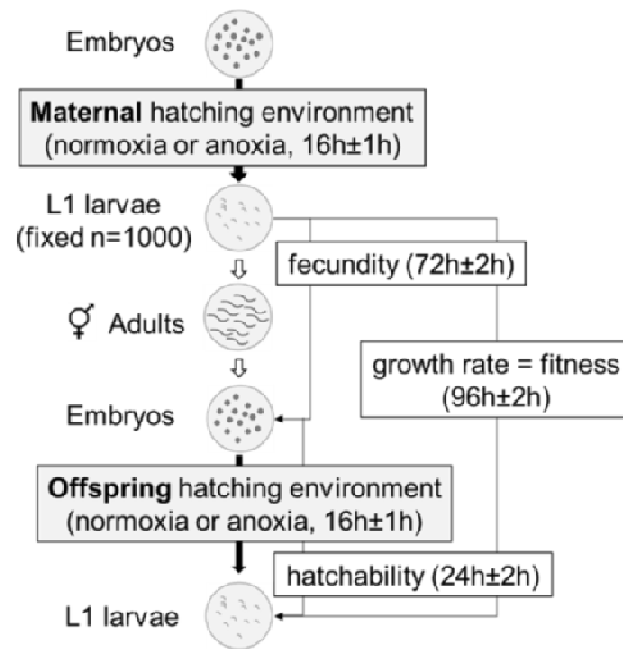 Embryos
Maternal hatching environment
(normoxia or anoxia, 16h±1h)
L1 larvae
(fixed n=1000)
fecundity (72h±2h)
⚥ Adults
growth rate = fitness
(96h±2h)
Embryos
Offspring hatching environment
(normoxia or anoxia, 16h±1h)
hatchability (24h±2h)
L1 larvae